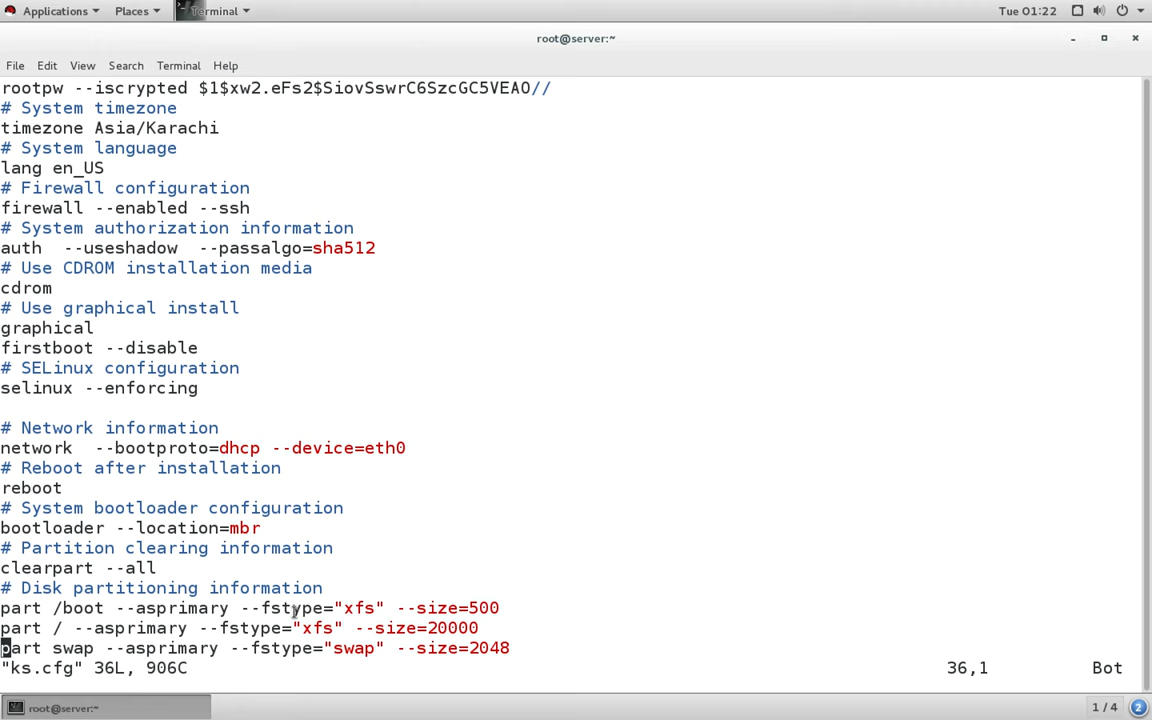 Applications Places Terminal Tue 01:22
root@server:~
File Edit View Search Terminal Help
rootpw --iscrypted $1$xw2.eFs2$SiovSswrC6SzcGC5VEAO//
# System timezone
timezone Asia/Karachi
# System language
lang en_US
# Firewall configuration
firewall --enabled --ssh
# System authorization information
auth  --useshadow  --passalgo=sha512
# Use CDROM installation media
cdrom
# Use graphical install
graphical
firstboot --disable
# SELinux configuration
selinux --enforcing
# Network information
network  --bootproto=dhcp --device=eth0
# Reboot after installation
reboot
# System bootloader configuration
bootloader --location=mbr
# Partition clearing information
clearpart --all
# Disk partitioning information
part /boot --asprimary --fstype="xfs" --size=500
part / --asprimary --fstype="xfs" --size=20000
part swap --asprimary --fstype="swap" --size=2048
"ks.cfg" 36L, 906C 36,1 Bot
root@server:~ 1 / 4 2